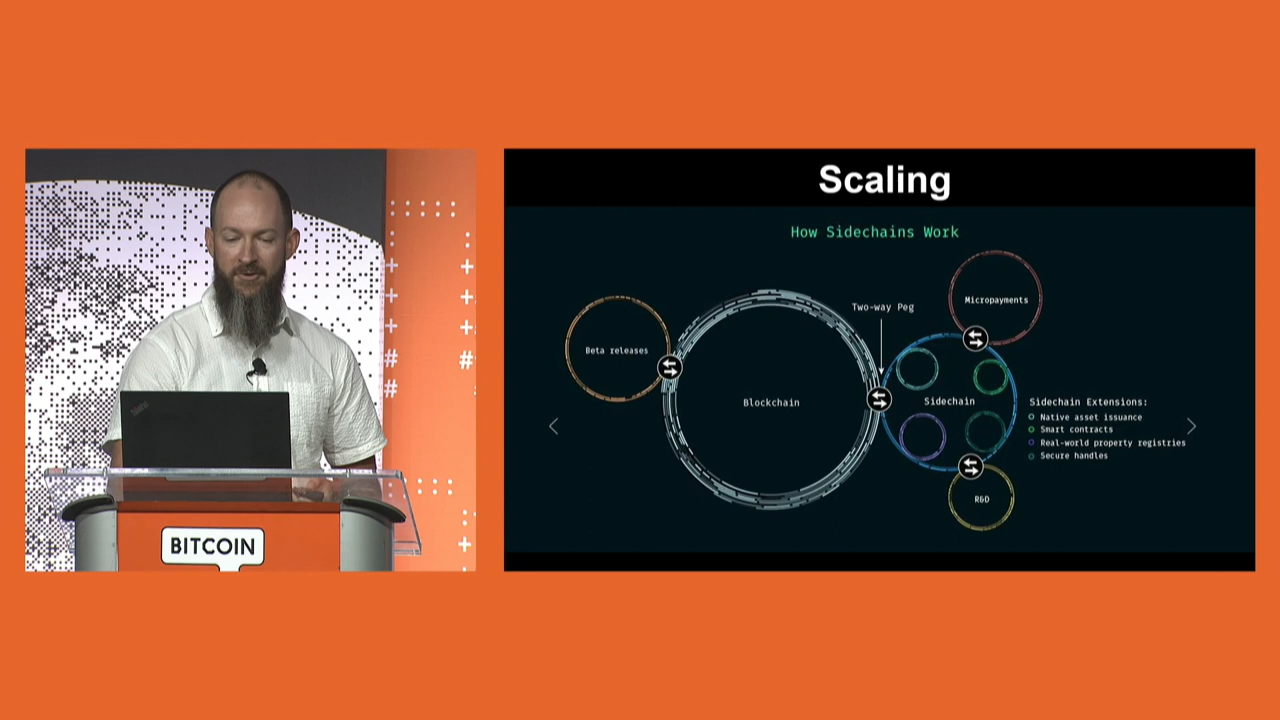 Scaling
How Sidechains Work
Micropayments
Two-way Peg
Beta releases
Blockchain
Sidechain
Sidechain Extensions:
Native asset issuance
Smart contracts
Real-world property registries
Secure handles
R&D
BITCOIN